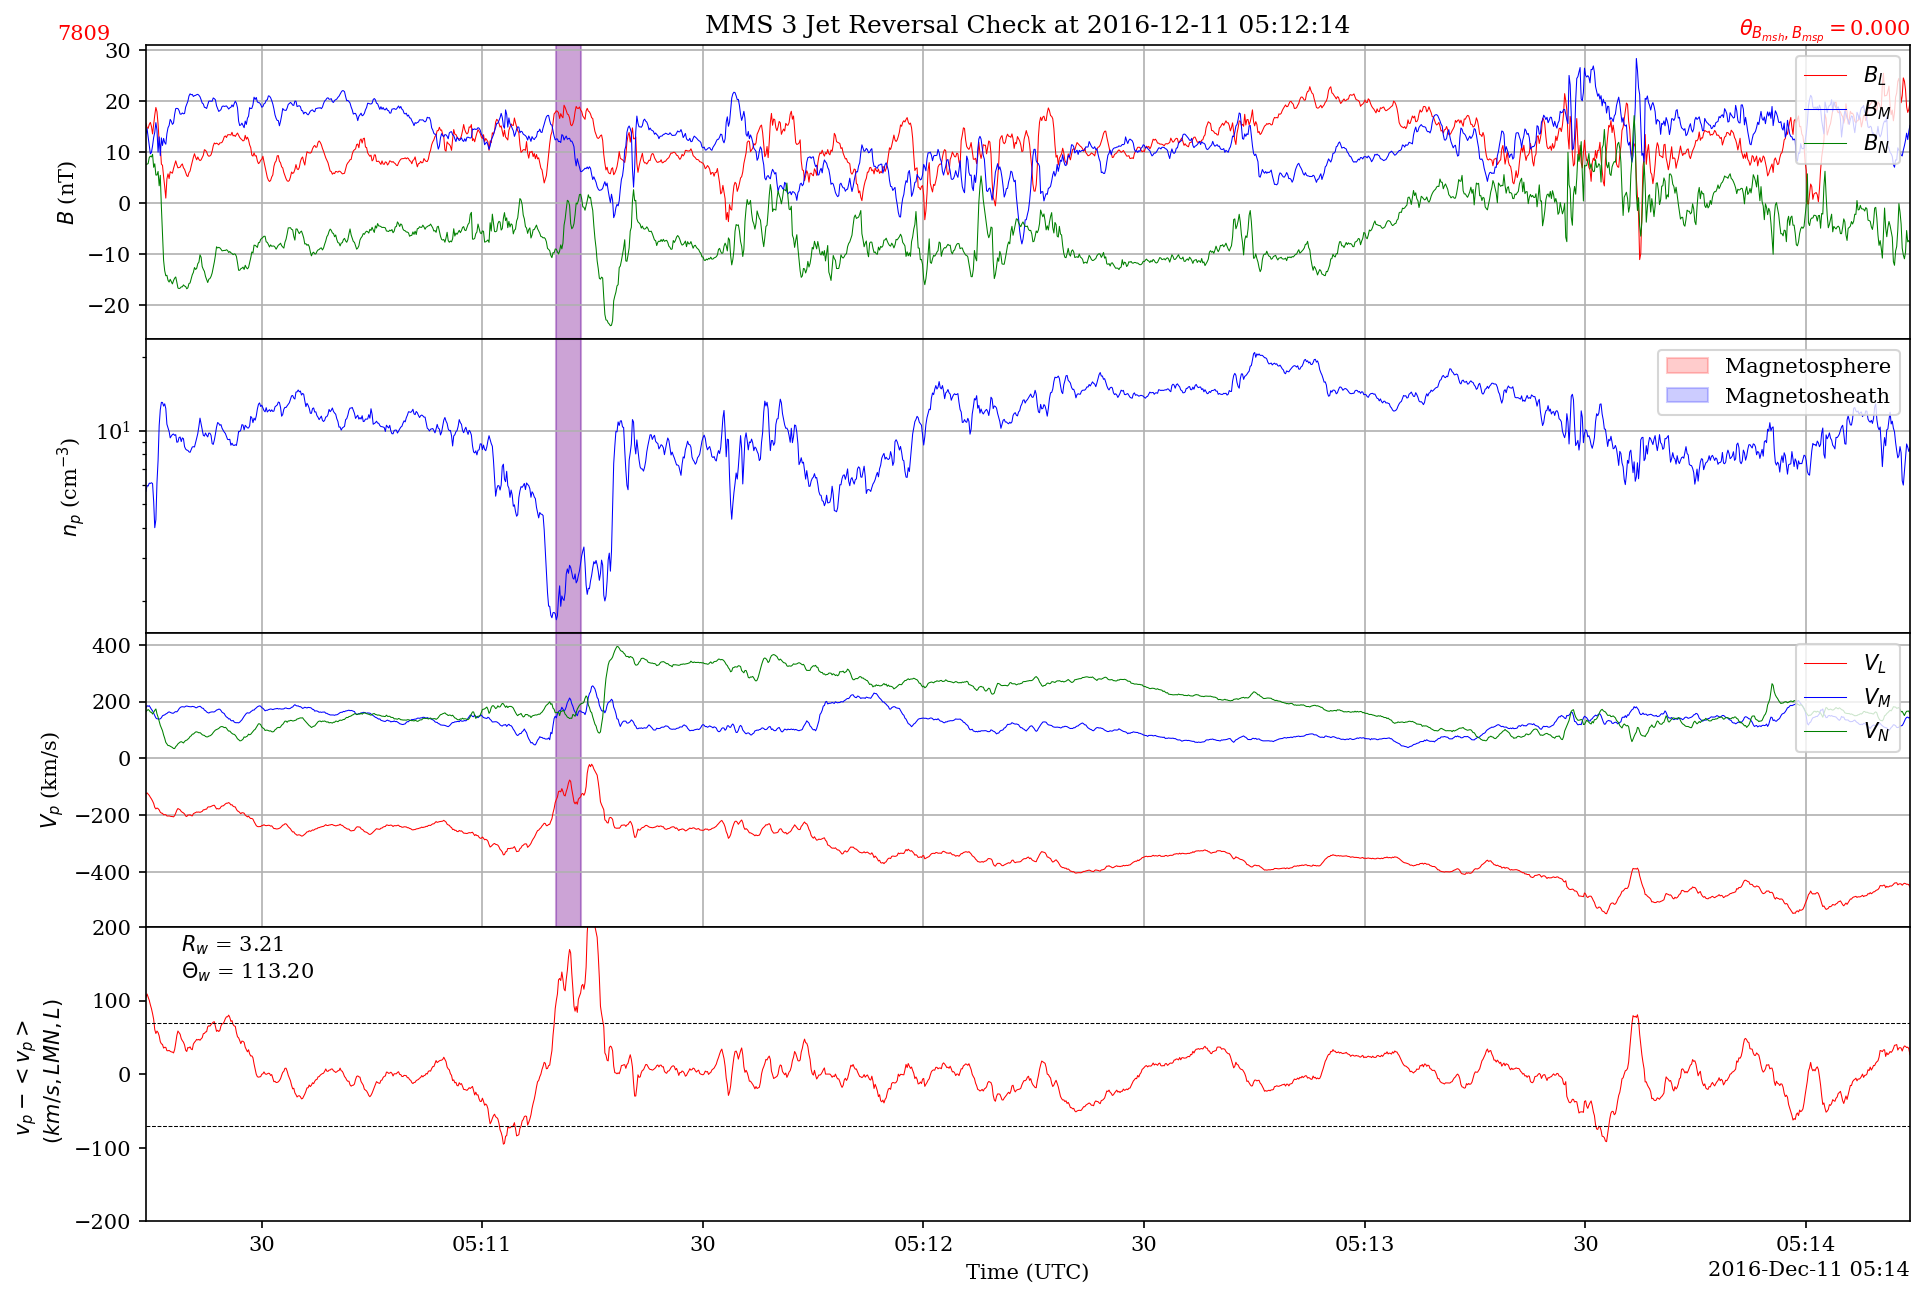 MMS 3 Jet Reversal Check at 2016-12-11 05:12:14
7809
θ_{B_{msh}, B_{msp}} = 0.000
30
20
10
0
−10
−20
B (nT)
B_L
B_M
B_N
10^1
n_p (cm^{−3})
Magnetosphere
Magnetosheath
400
200
0
−200
−400
V_p (km/s)
V_L
V_M
V_N
200
100
0
−100
−200
v_p − < v_p >
(km/s, LMN, L)
R_w = 3.21
Θ_w = 113.20
30 05:11 30 05:12 30 05:13 30 05:14
Time (UTC)
2016-Dec-11 05:14